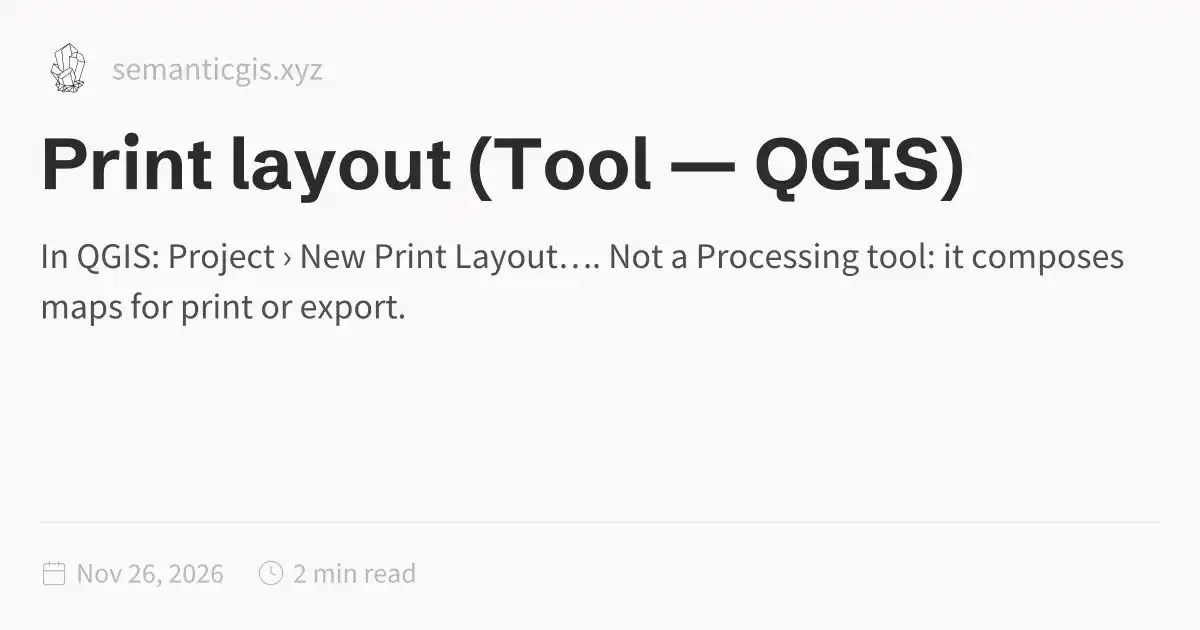 semanticgis.xyz
Print layout (Tool — QGIS)
In QGIS: Project › New Print Layout…. Not a Processing tool: it composes
maps for print or export.
Nov 26, 2026 2 min read